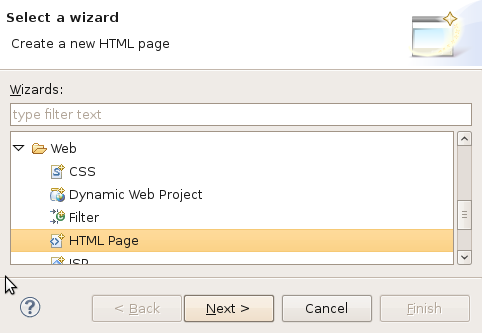 Select a wizard
Create a new HTML page
Wizards:
type filter text
Web
CSS
Dynamic Web Project
Filter
HTML Page
JSP
?
< Back
Next >
Cancel
Finish